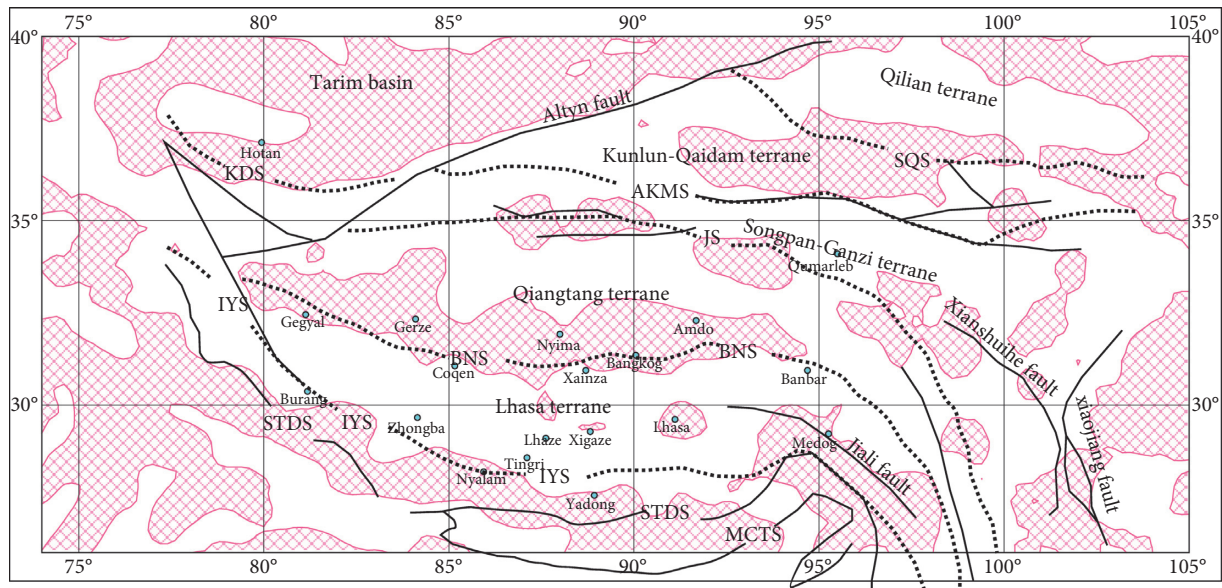 75° 80° 85° 90° 95° 100° 105°
40° 40°
Tarim basin
Qilian terrane
Altyn fault
Hotan
Kunlun-Qaidam terrane
KDS
SQS
AKMS
35° 35°
JS
Songpan-Ganzi terrane
Qumarleb
IYS
Qiangtang terrane
Gegyal
Gerze
Nyima
Amdo
Xianshuihe fault
BNS
BNS
Bangkog
Coqen
Xainza
Banbar
Burang
30° 30°
STDS
IYS
Lhasa terrane
xiaojiang fault
Zhongba
Lhaze
Xigaze
Lhasa
Medog
Jiali fault
Tingri
Nyalam
IYS
Yadong
STDS
MCTS
75° 80° 85° 90° 95° 100° 105°